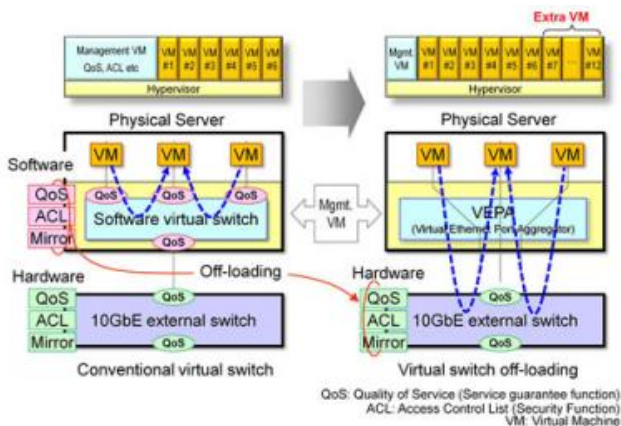 Extra VM
Management VM
QoS, ACL etc
VM #1
VM #2
VM #3
VM #4
VM #5
VM #6
Hypervisor
Physical Server
Mgmt. VM
VM #1
VM #2
VM #3
VM #4
VM #5
VM #6
VM #7
...
VM #12
Hypervisor
Physical Server
Software
VM
VM
VM
QoS
ACL
Mirror
QoS
QoS
QoS
Software virtual switch
QoS
Mgmt. VM
VM
VM
VM
VEPA
(Virtual Ethernet Port Aggregator)
Off-loading
Hardware
QoS
ACL
Mirror
QoS
10GbE external switch
QoS
Conventional virtual switch
Hardware
QoS
ACL
Mirror
QoS
10GbE external switch
QoS
Virtual switch off-loading
QoS: Quality of Service (Service guarantee function)
ACL: Access Control List (Security Function)
VM: Virtual Machine